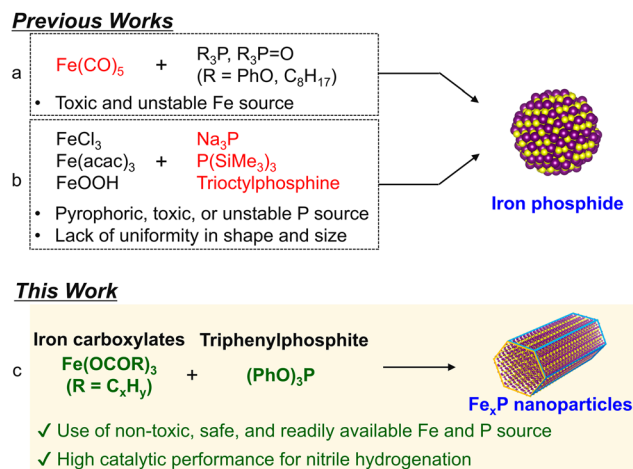 Previous Works
a
Fe(CO)₅ + R₃P, R₃P=O
(R = PhO, C₈H₁₇)
• Toxic and unstable Fe source
b
FeCl₃ Na₃P
Fe(acac)₃ + P(SiMe₃)₃
FeOOH Trioctylphosphine
• Pyrophoric, toxic, or unstable P source
• Lack of uniformity in shape and size
Iron phosphide
This Work
c
Iron carboxylates Triphenylphosphite
Fe(OCOR)₃ + (PhO)₃P
(R = CₓHᵧ)
FeₓP nanoparticles
✓ Use of non-toxic, safe, and readily available Fe and P source
✓ High catalytic performance for nitrile hydrogenation